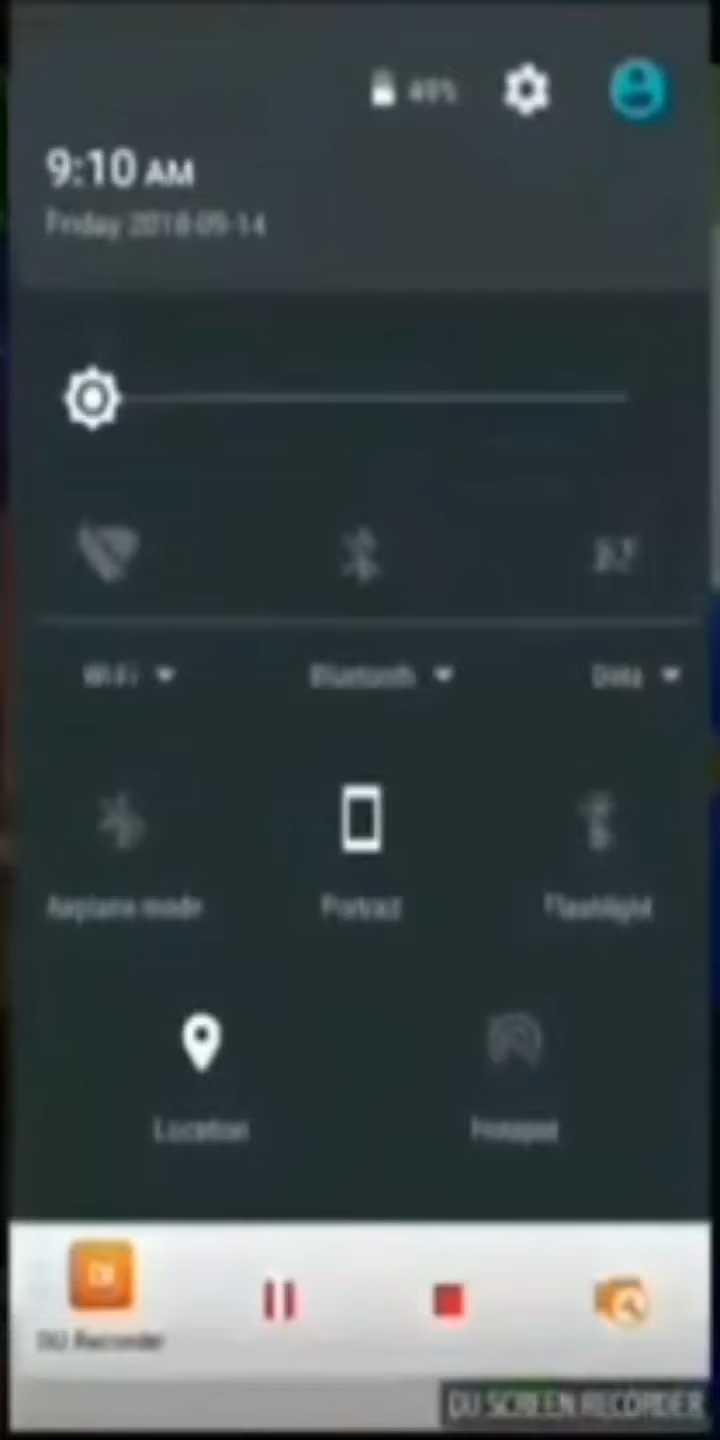 49%
9:10 AM
Friday 2018-09-14
Wi-Fi Bluetooth Data
Airplane mode Portrait Flashlight
Location Hotspot
DU Recorder
DU SCREEN RECORDER